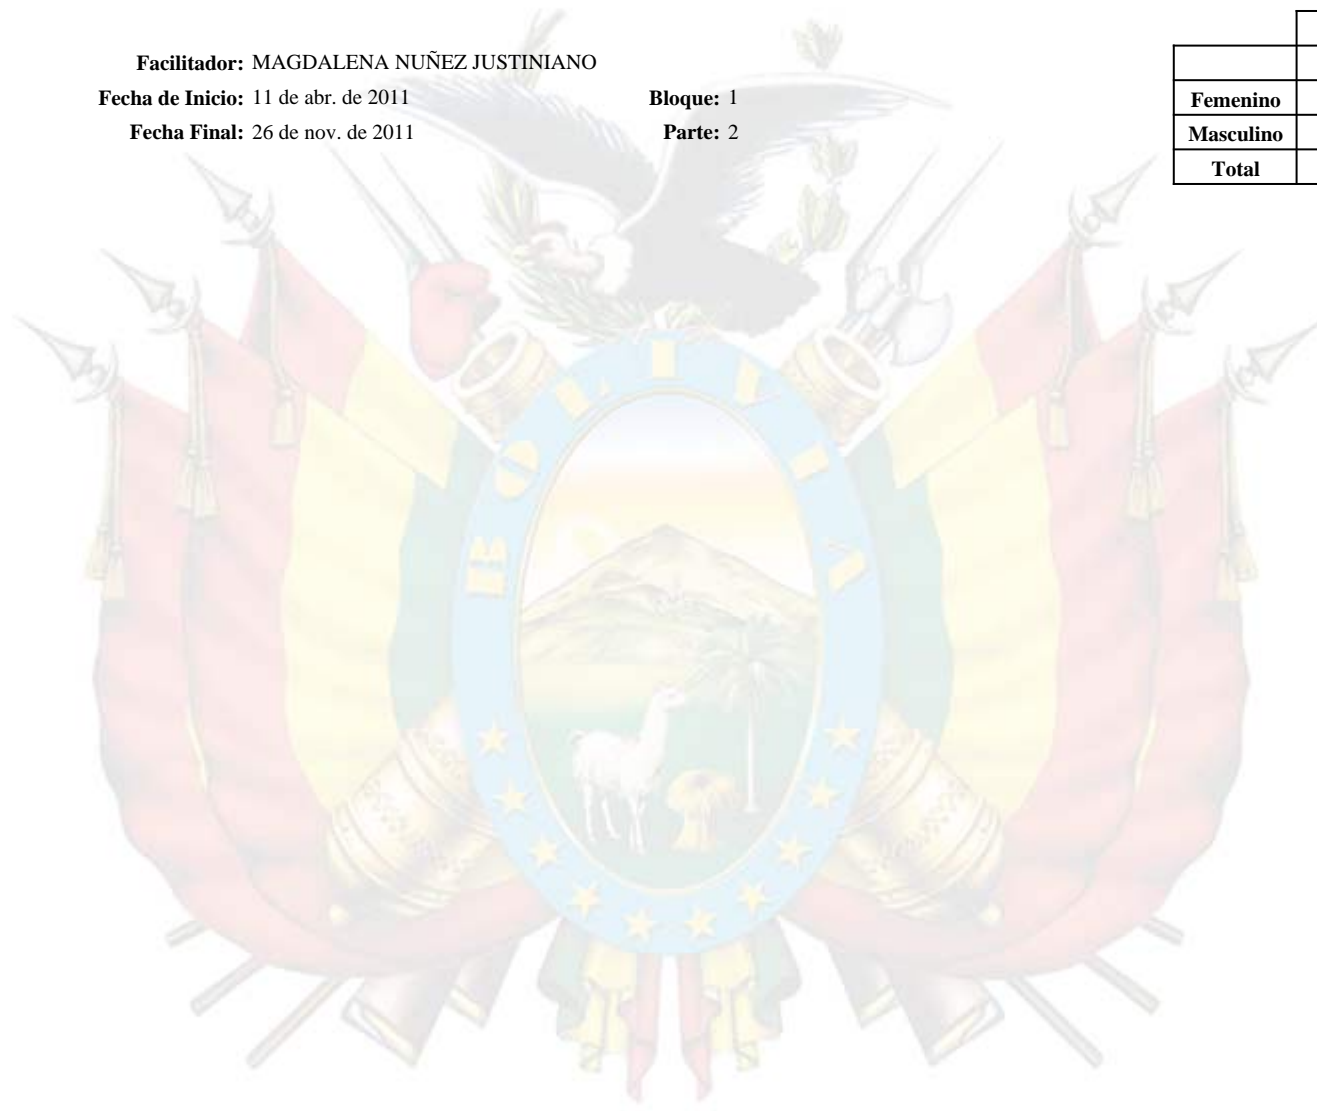 Facilitador: MAGDALENA NUÑEZ JUSTINIANO
Fecha de Inicio: 11 de abr. de 2011 Bloque: 1
Fecha Final: 26 de nov. de 2011 Parte: 2
Femenino
Masculino
Total
BOLIVIA